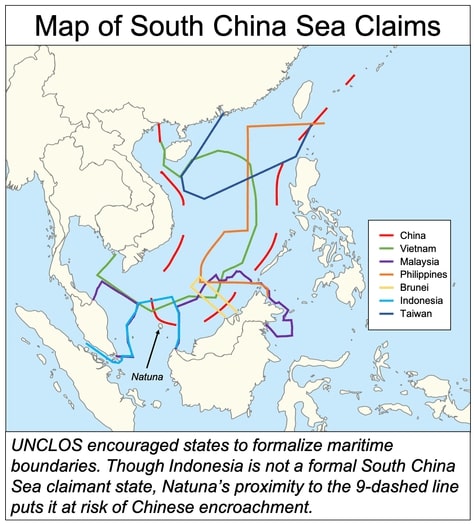 Map of South China Sea Claims
China
Vietnam
Malaysia
Philippines
Brunei
Indonesia
Taiwan
Natuna
UNCLOS encouraged states to formalize maritime
boundaries. Though Indonesia is not a formal South China
Sea claimant state, Natuna's proximity to the 9-dashed line
puts it at risk of Chinese encroachment.